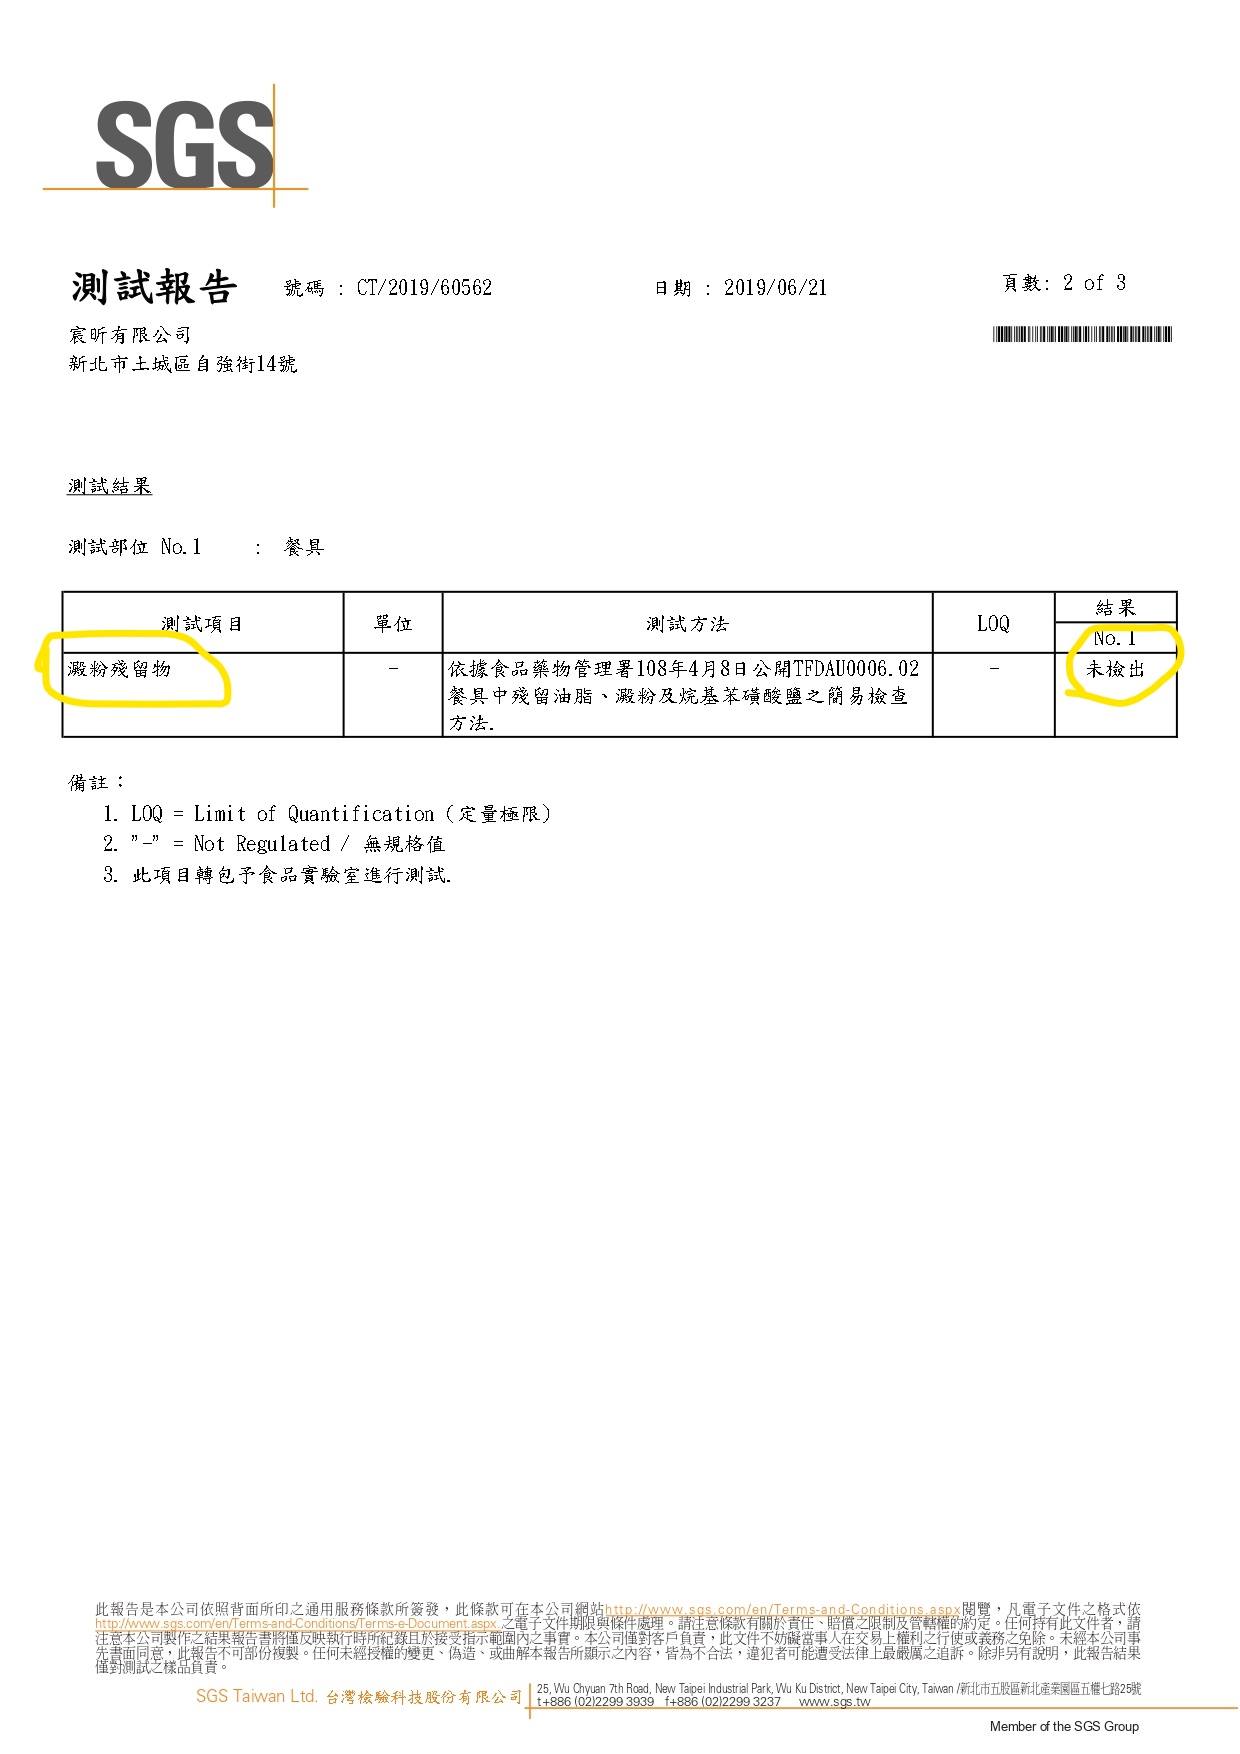 SGS
測試報告 號碼 : CT/2019/60562 日期 : 2019/06/21 頁數: 2 of 3
宸昕有限公司
新北市土城區自強街14號
測試結果
測試部位 No.1 : 餐具
測試項目 單位 測試方法 LOQ 結果
No.1
澱粉殘留物 - 依據食品藥物管理署108年4月8日公開TFDAU0006.02 - 未檢出
餐具中殘留油脂、澱粉及烷基苯磺酸鹽之簡易檢查
方法.
備註：
1. LOQ = Limit of Quantification (定量極限)
2. "-" = Not Regulated / 無規格值
3. 此項目轉包予食品實驗室進行測試.
此報告是本公司依照背面所印之通用服務條款所簽發，此條款可在本公司網站http://www.sgs.com/en/Terms-and-Conditions.aspx閱覽，凡電子文件之格式依
http://www.sgs.com/en/Terms-and-Conditions/Terms-e-Document.aspx 之電子文件期限與條件處理。請注意條款有關於責任、賠償之限制及管轄權的約定。任何持有此文件者，請
注意本公司製作之結果報告書將僅反映執行時所紀錄且於接受指示範圍內之事實。本公司僅對客戶負責，此文件不妨礙當事人在交易上權利之行使或義務之免除。未經本公司事
先書面同意，此報告不可部份複製。任何未經授權的變更、偽造、或曲解本報告所顯示之內容，皆為不合法，違犯者可能遭受法律上最嚴厲之追訴。除非另有說明，此報告結果
僅對測試之樣品負責。
SGS Taiwan Ltd. 台灣檢驗科技股份有限公司
25, Wu Chyuan 7th Road, New Taipei Industrial Park, Wu Ku District, New Taipei City, Taiwan /新北市五股區新北產業園區五權七路25號
t+886 (02)2299 3939 f+886 (02)2299 3237 www.sgs.tw
Member of the SGS Group